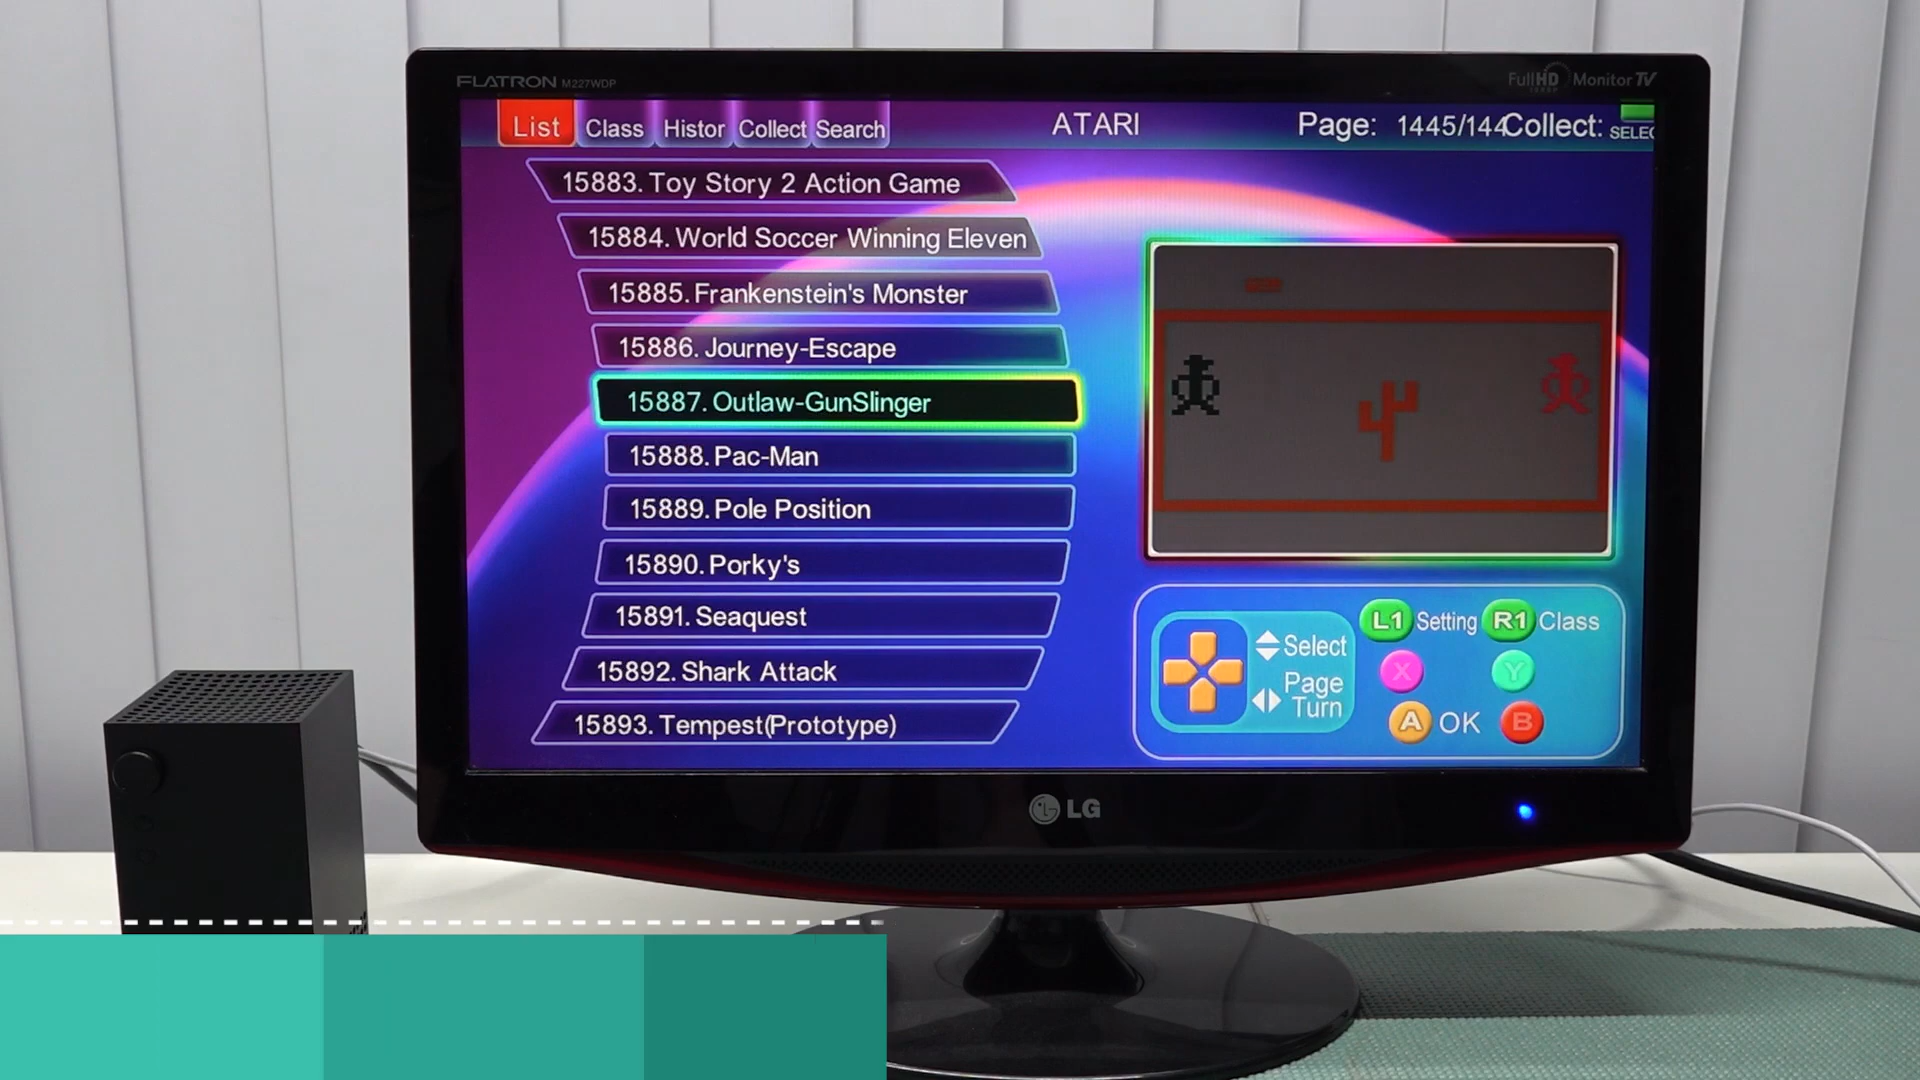 FLATRON M227WDP
FullHD 1080P Monitor TV
List Class Histor Collect Search ATARI Page: 1445/144 Collect: SELEC
15883. Toy Story 2 Action Game
15884. World Soccer Winning Eleven
15885. Frankenstein's Monster
15886. Journey-Escape
15887. Outlaw-GunSlinger
15888. Pac-Man
15889. Pole Position
15890. Porky's
15891. Seaquest
15892. Shark Attack
15893. Tempest(Prototype)
L1 Setting R1 Class
Select
X Y
Page
Turn
A OK B
LG